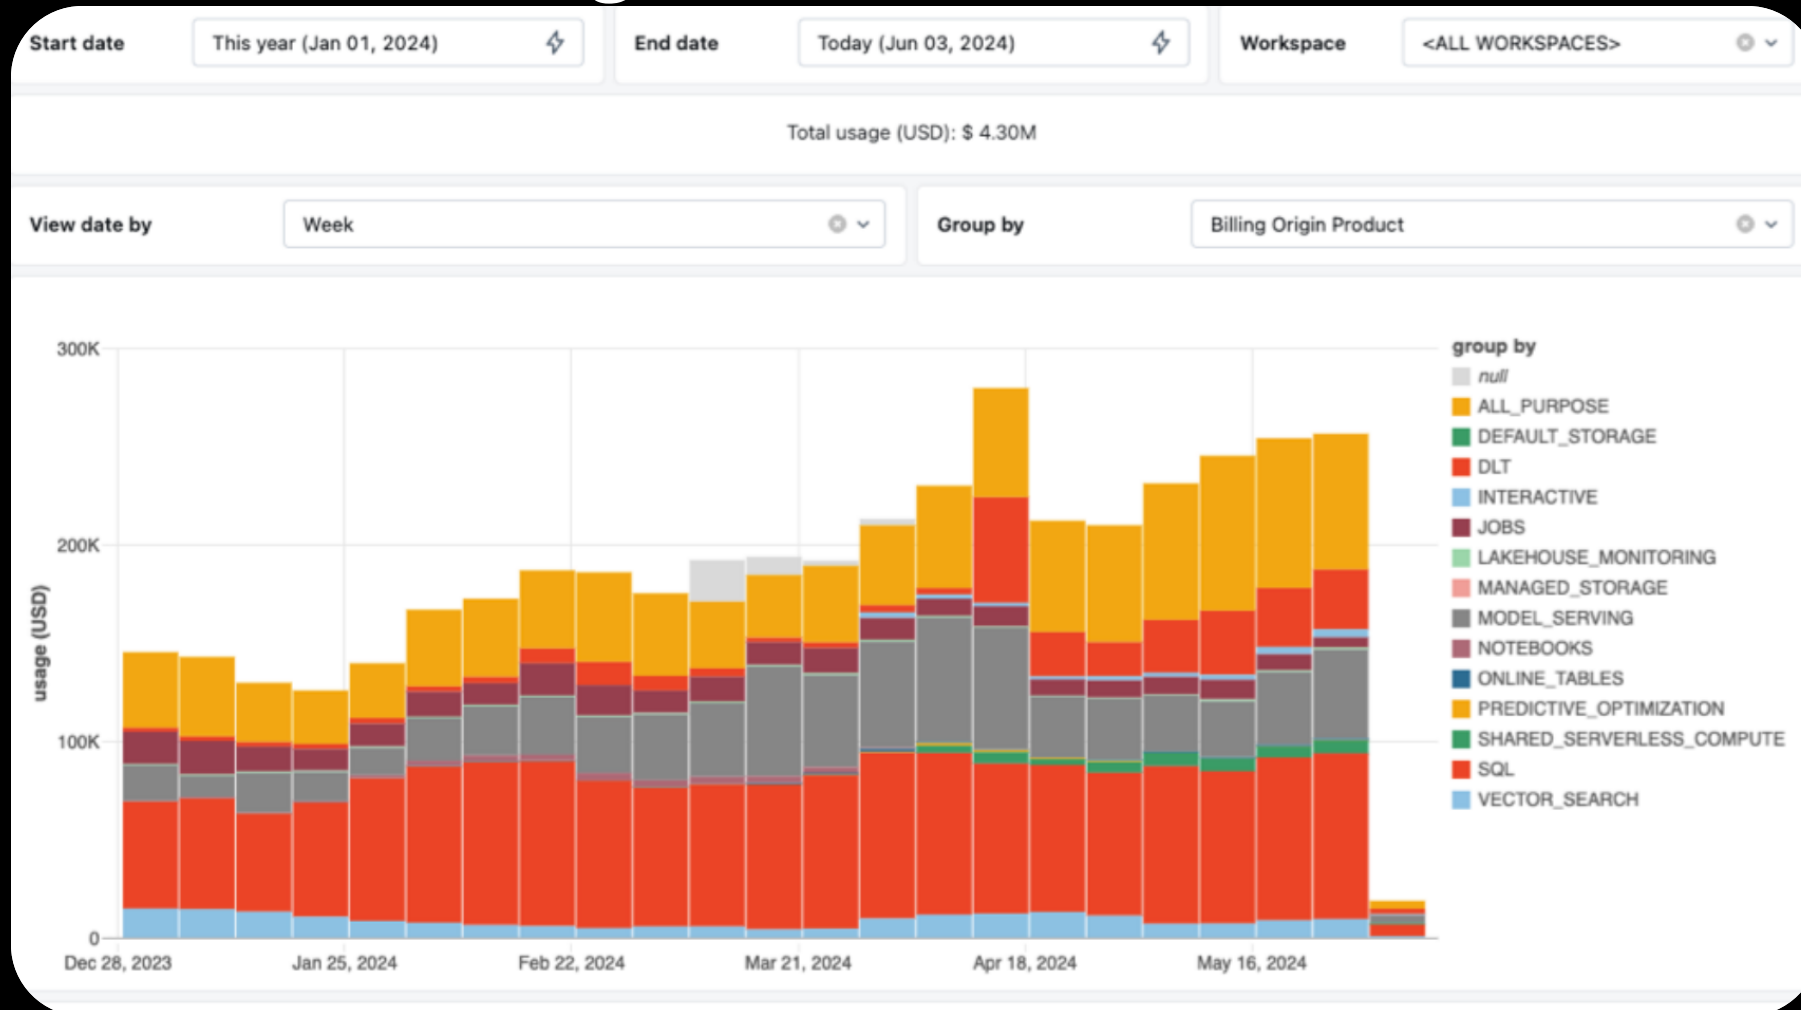 Start date This year (Jan 01, 2024) End date Today (Jun 03, 2024) Workspace <ALL WORKSPACES>
Total usage (USD): $ 4.30M
View date by Week Group by Billing Origin Product
group by
null
ALL_PURPOSE
DEFAULT_STORAGE
DLT
INTERACTIVE
JOBS
LAKEHOUSE_MONITORING
MANAGED_STORAGE
MODEL_SERVING
NOTEBOOKS
ONLINE_TABLES
PREDICTIVE_OPTIMIZATION
SHARED_SERVERLESS_COMPUTE
SQL
VECTOR_SEARCH
usage (USD)
300K
200K
100K
0
Dec 28, 2023 Jan 25, 2024 Feb 22, 2024 Mar 21, 2024 Apr 18, 2024 May 16, 2024